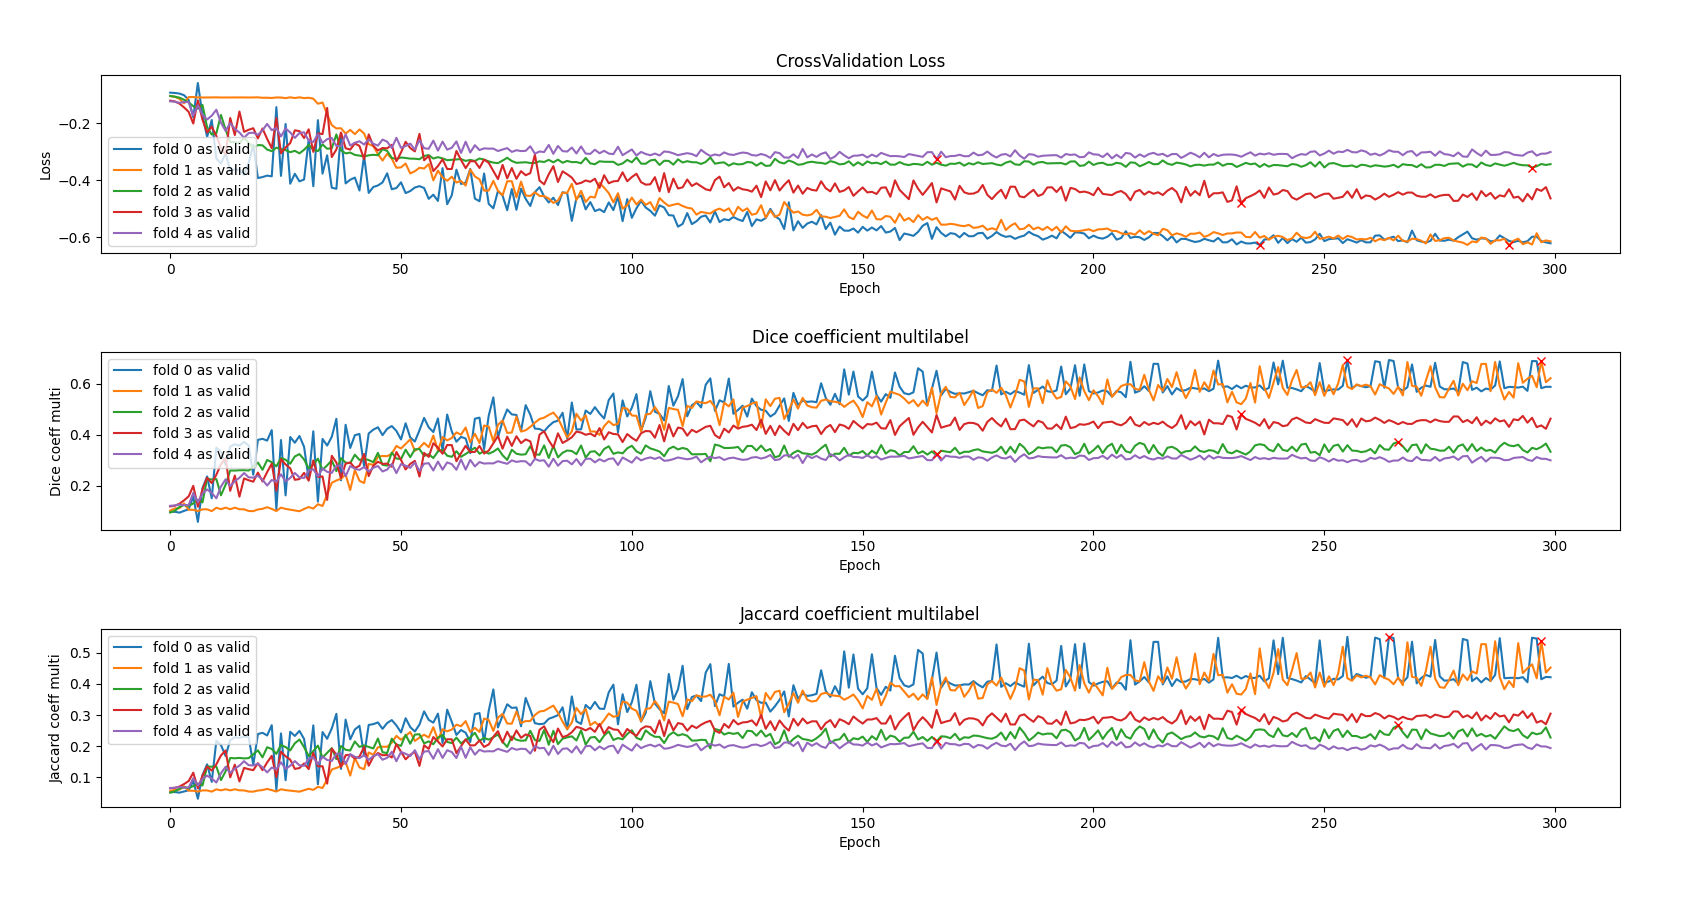 CrossValidation Loss
Loss
−0.2
−0.4
−0.6
fold 0 as valid
fold 1 as valid
fold 2 as valid
fold 3 as valid
fold 4 as valid
0 50 100 150 200 250 300
Epoch
Dice coefficient multilabel
Dice coeff multi
0.6
0.4
0.2
fold 0 as valid
fold 1 as valid
fold 2 as valid
fold 3 as valid
fold 4 as valid
0 50 100 150 200 250 300
Epoch
Jaccard coefficient multilabel
Jaccard coeff multi
0.5
0.4
0.3
0.2
0.1
fold 0 as valid
fold 1 as valid
fold 2 as valid
fold 3 as valid
fold 4 as valid
0 50 100 150 200 250 300
Epoch